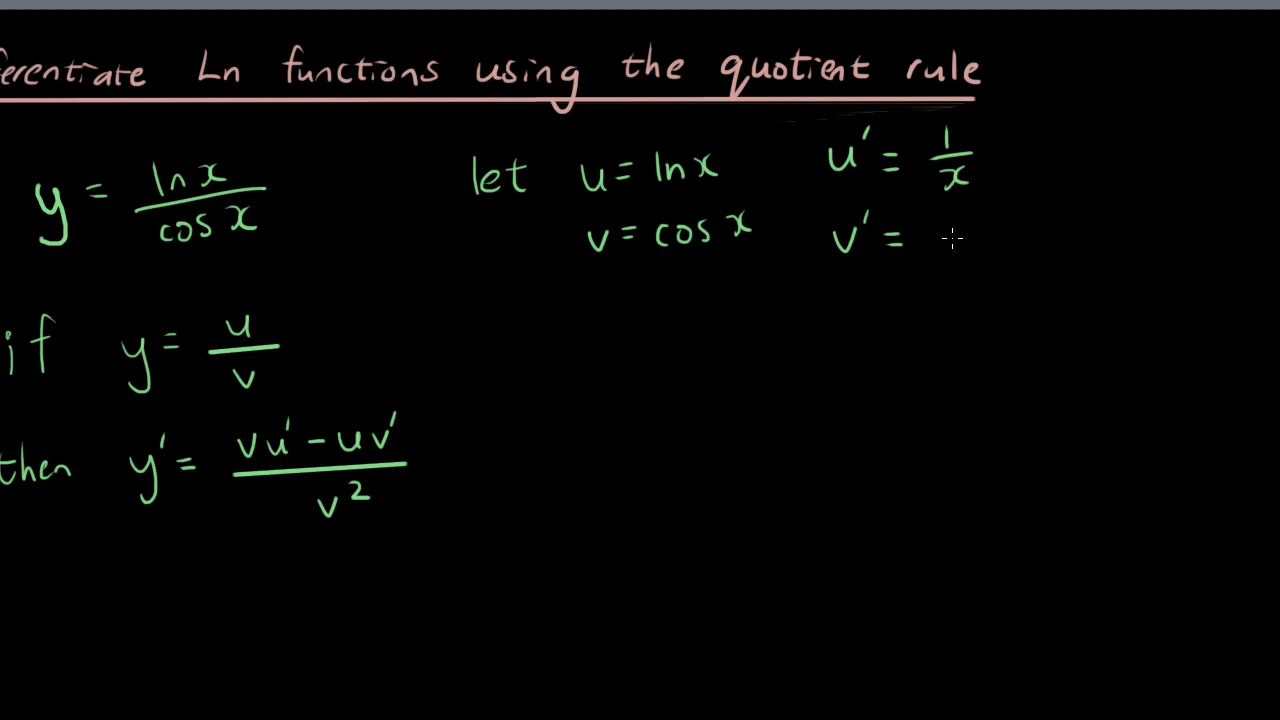 ferentiate Ln functions using the quotient rule
y = ln x / cos x
let u = ln x u' = 1/x
v = cos x v' =
if y = u/v
then y' = (vu' - uv') / v²